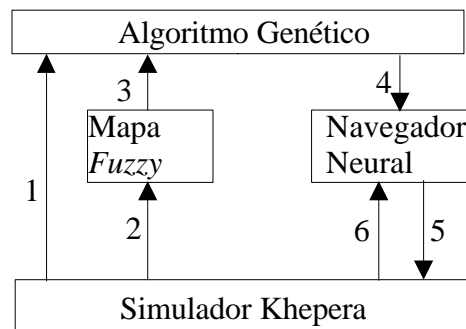 Algoritmo Genético
3
4
Mapa
Fuzzy
Navegador
Neural
1
2
6
5
Simulador Khepera